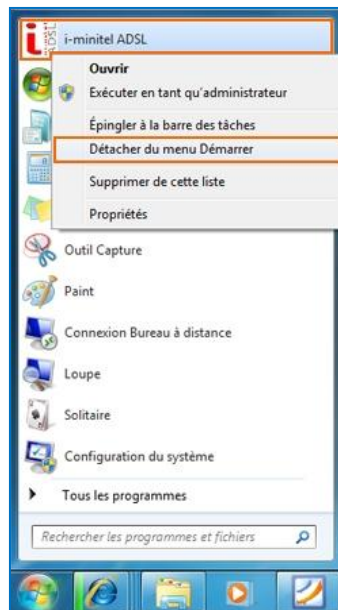 i-minitel ADSL
Ouvrir
Exécuter en tant qu'administrateur
Épingler à la barre des tâches
Détacher du menu Démarrer
Supprimer de cette liste
Propriétés
Outil Capture
Paint
Connexion Bureau à distance
Loupe
Solitaire
Configuration du système
Tous les programmes
Rechercher les programmes et fichiers